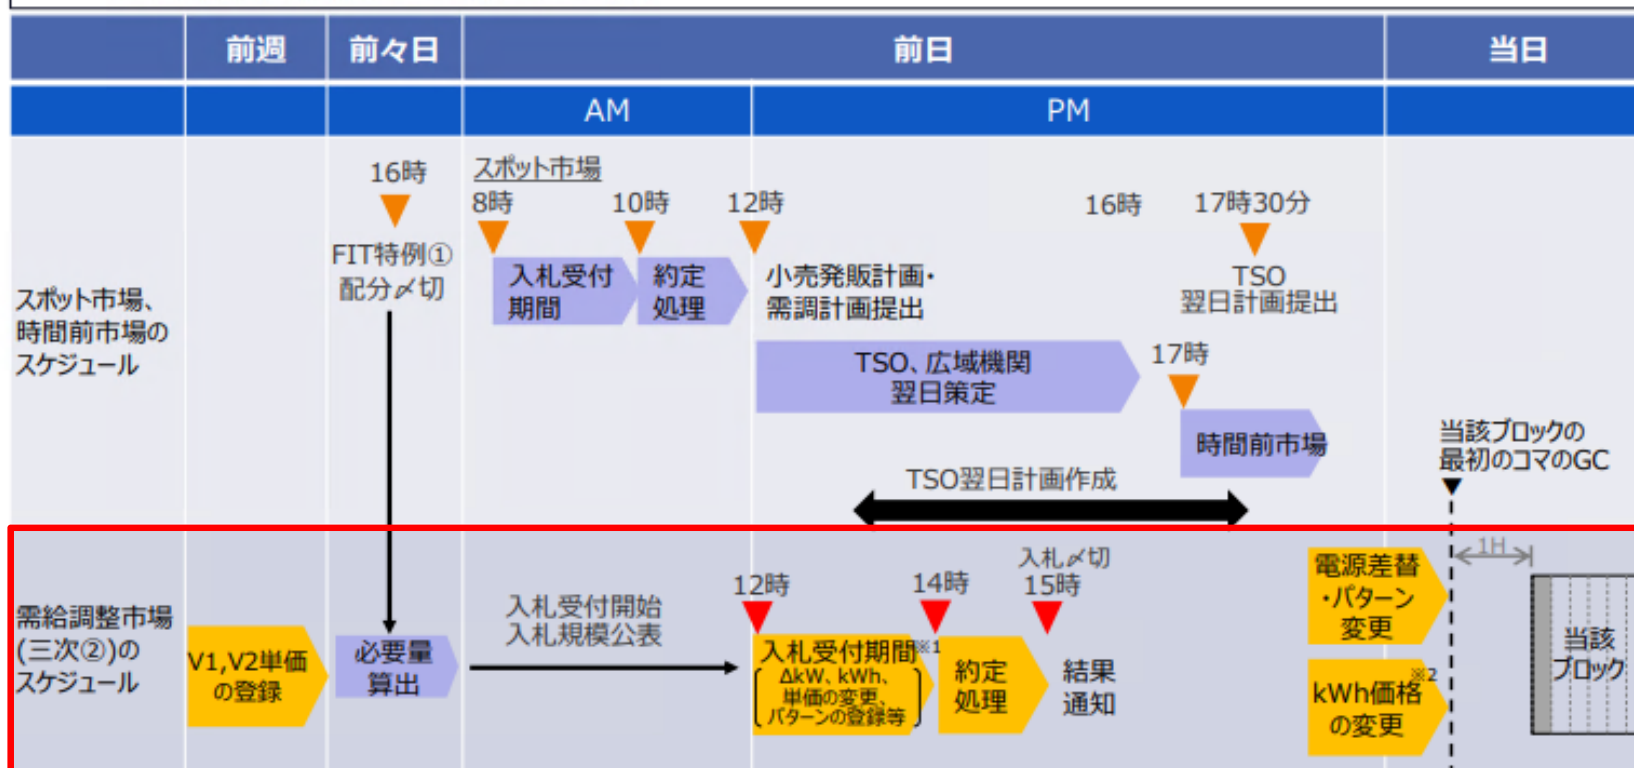 前週
前々日
前日
当日
AM
PM
スポット市場、
時間前市場の
スケジュール
16時
FIT特例①
配分〆切
スポット市場
8時
10時
12時
入札受付
期間
約定
処理
小売発販計画・
需調計画提出
16時
17時30分
TSO
翌日計画提出
TSO、広域機関
翌日策定
17時
時間前市場
TSO翌日計画作成
当該ブロックの
最初のコマのGC
需給調整市場
(三次②)の
スケジュール
V1,V2単価
の登録
必要量
算出
入札受付開始
入札規模公表
12時
入札受付期間※1
ΔkW、kWh、
単価の変更、
パターンの登録等
14時
約定
処理
入札〆切
15時
結果
通知
電源差替
・パターン
変更
kWh価格※2
の変更
1H
当該
ブロック